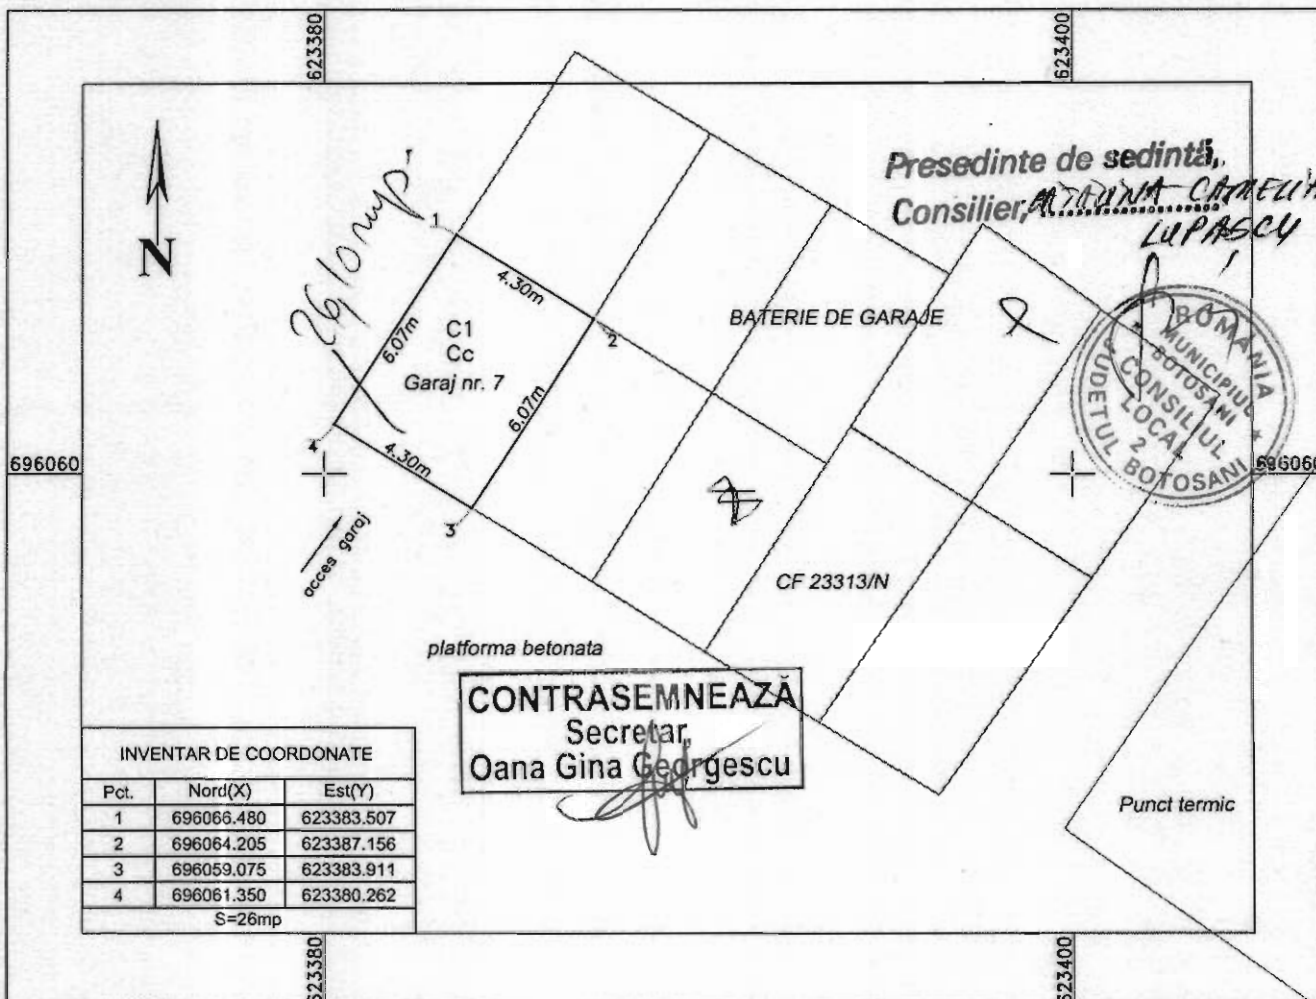 623380
623400
Presedinte de sedintă,
Consilier, CAMELIA
LUPAȘCU
26,10 mp
1
4.30m
6.07m
C1
Cc
Garaj nr. 7
2
BATERIE DE GARAJE
ROMANIA
JUDETUL BOTOSANI
MUNICIPIUL
BOTOSANI
CONSILIUL
LOCAL
2
N
6.07m
4
4.30m
696060
696060
3
acces garaj
CF 23313/N
platforma betonata
CONTRASEMNEAZĂ
Secretar,
Oana Gina Georgescu
Punct termic
INVENTAR DE COORDONATE
Pct. Nord(X) Est(Y)
1 696066.480 623383.507
2 696064.205 623387.156
3 696059.075 623383.911
4 696061.350 623380.262
S=26mp
623380
623400